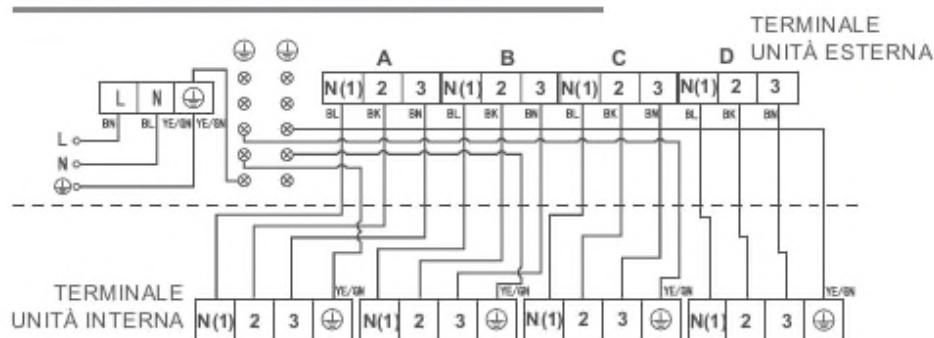 TERMINALE
UNITÀ ESTERNA
A B C D
N(1) 2 3 N(1) 2 3 N(1) 2 3 N(1) 2 3
L N
BN BL YE/GN YE/GN
BL BK BN BL BK BN BL BK BN BL BK BN
L
N
YE/GN YE/GN YE/GN YE/GN
TERMINALE
UNITÀ INTERNA
N(1) 2 3 N(1) 2 3 N(1) 2 3 N(1) 2 3